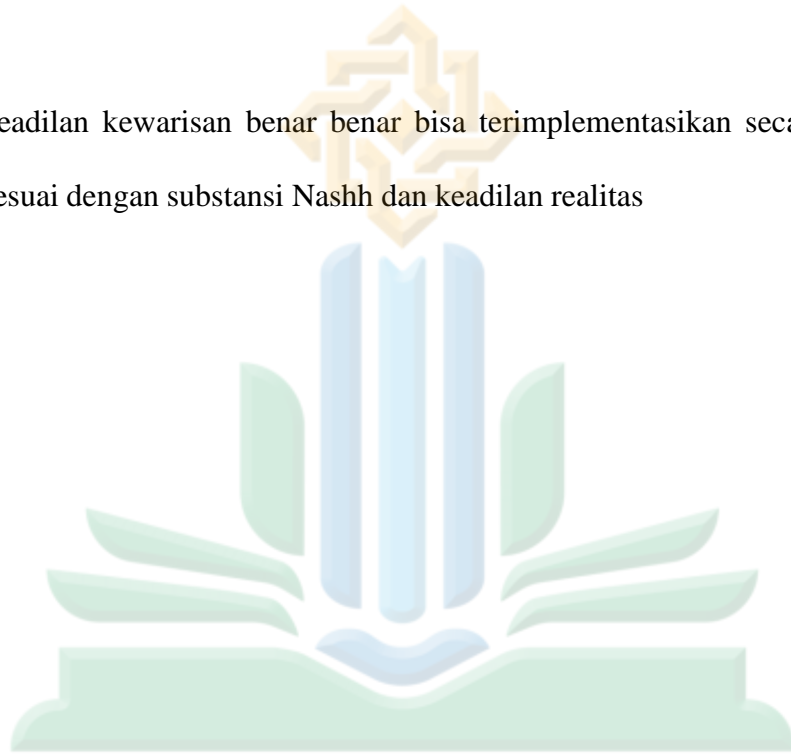 eadilan kewarisan benar benar bisa terimplementasikan seca
esuai dengan substansi Nashh dan keadilan realitas